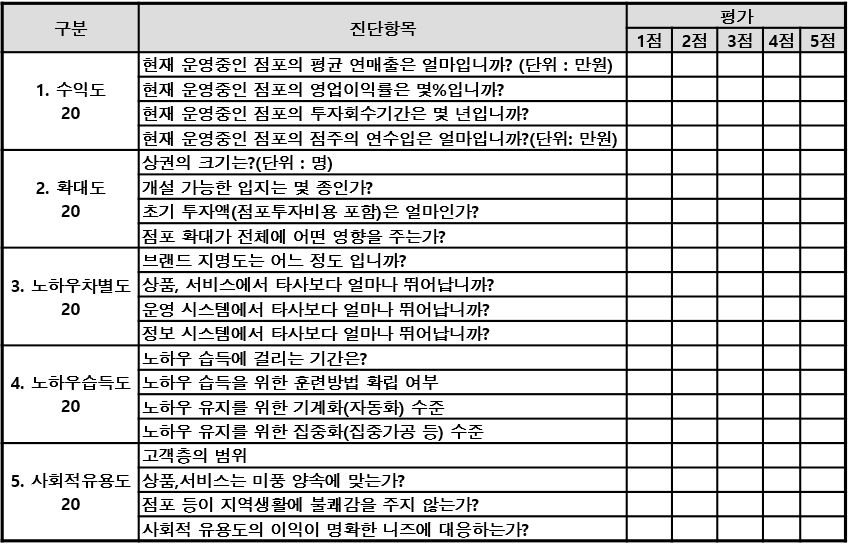 구분
진단항목
평가
1점 2점 3점 4점 5점
1. 수익도
20
현재 운영중인 점포의 평균 연매출은 얼마입니까? (단위 : 만원)
현재 운영중인 점포의 영업이익률은 몇%입니까?
현재 운영중인 점포의 투자회수기간은 몇 년입니까?
현재 운영중인 점포의 점주의 연수입은 얼마입니까?(단위: 만원)
2. 확대도
20
상권의 크기는?(단위 : 명)
개설 가능한 입지는 몇 종인가?
초기 투자액(점포투자비용 포함)은 얼마인가?
점포 확대가 전체에 어떤 영향을 주는가?
3. 노하우차별도
20
브랜드 지명도는 어느 정도 입니까?
상품, 서비스에서 타사보다 얼마나 뛰어납니까?
운영 시스템에서 타사보다 얼마나 뛰어납니까?
정보 시스템에서 타사보다 얼마나 뛰어납니까?
4. 노하우습득도
20
노하우 습득에 걸리는 기간은?
노하우 습득을 위한 훈련방법 확립 여부
노하우 유지를 위한 기계화(자동화) 수준
노하우 유지를 위한 집중화(집중가공 등) 수준
5. 사회적유용도
20
고객층의 범위
상품,서비스는 미풍 양속에 맞는가?
점포 등이 지역생활에 불쾌감을 주지 않는가?
사회적 유용도의 이익이 명확한 니즈에 대응하는가?